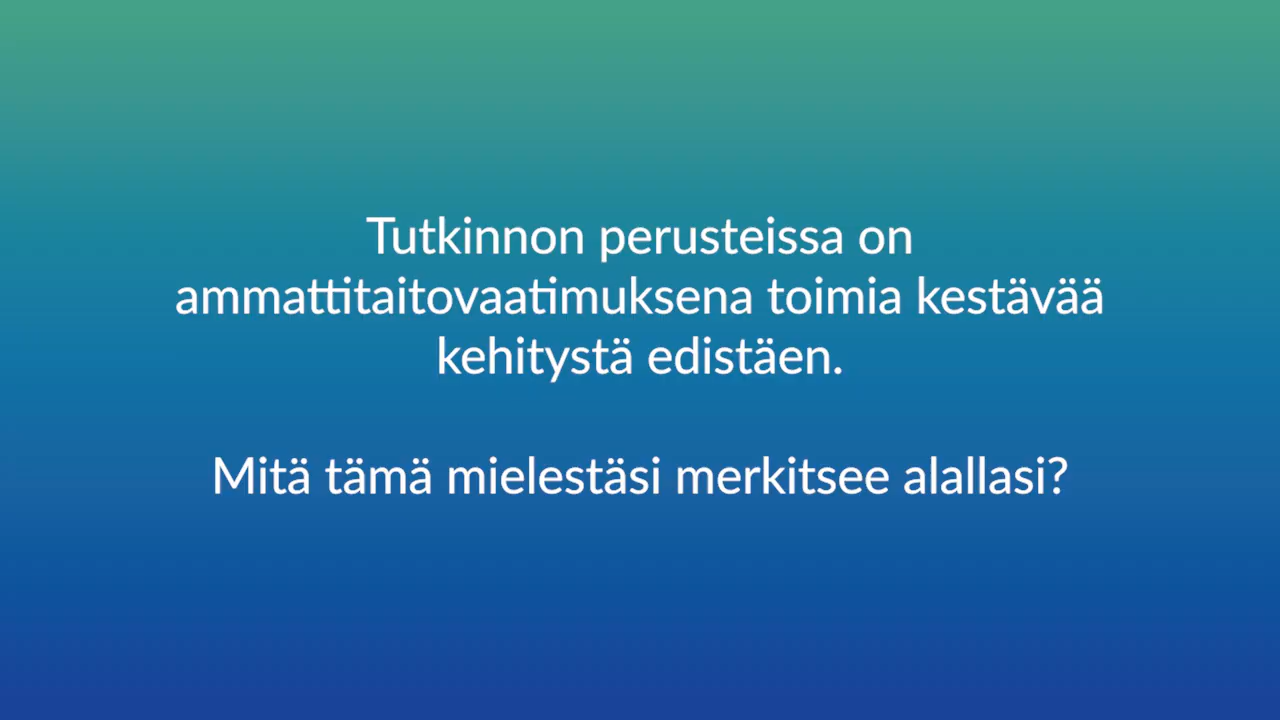 Tutkinnon perusteissa on
ammattitaitovaatimuksena toimia kestävää
kehitystä edistäen.
Mitä tämä mielestäsi merkitsee alallasi?